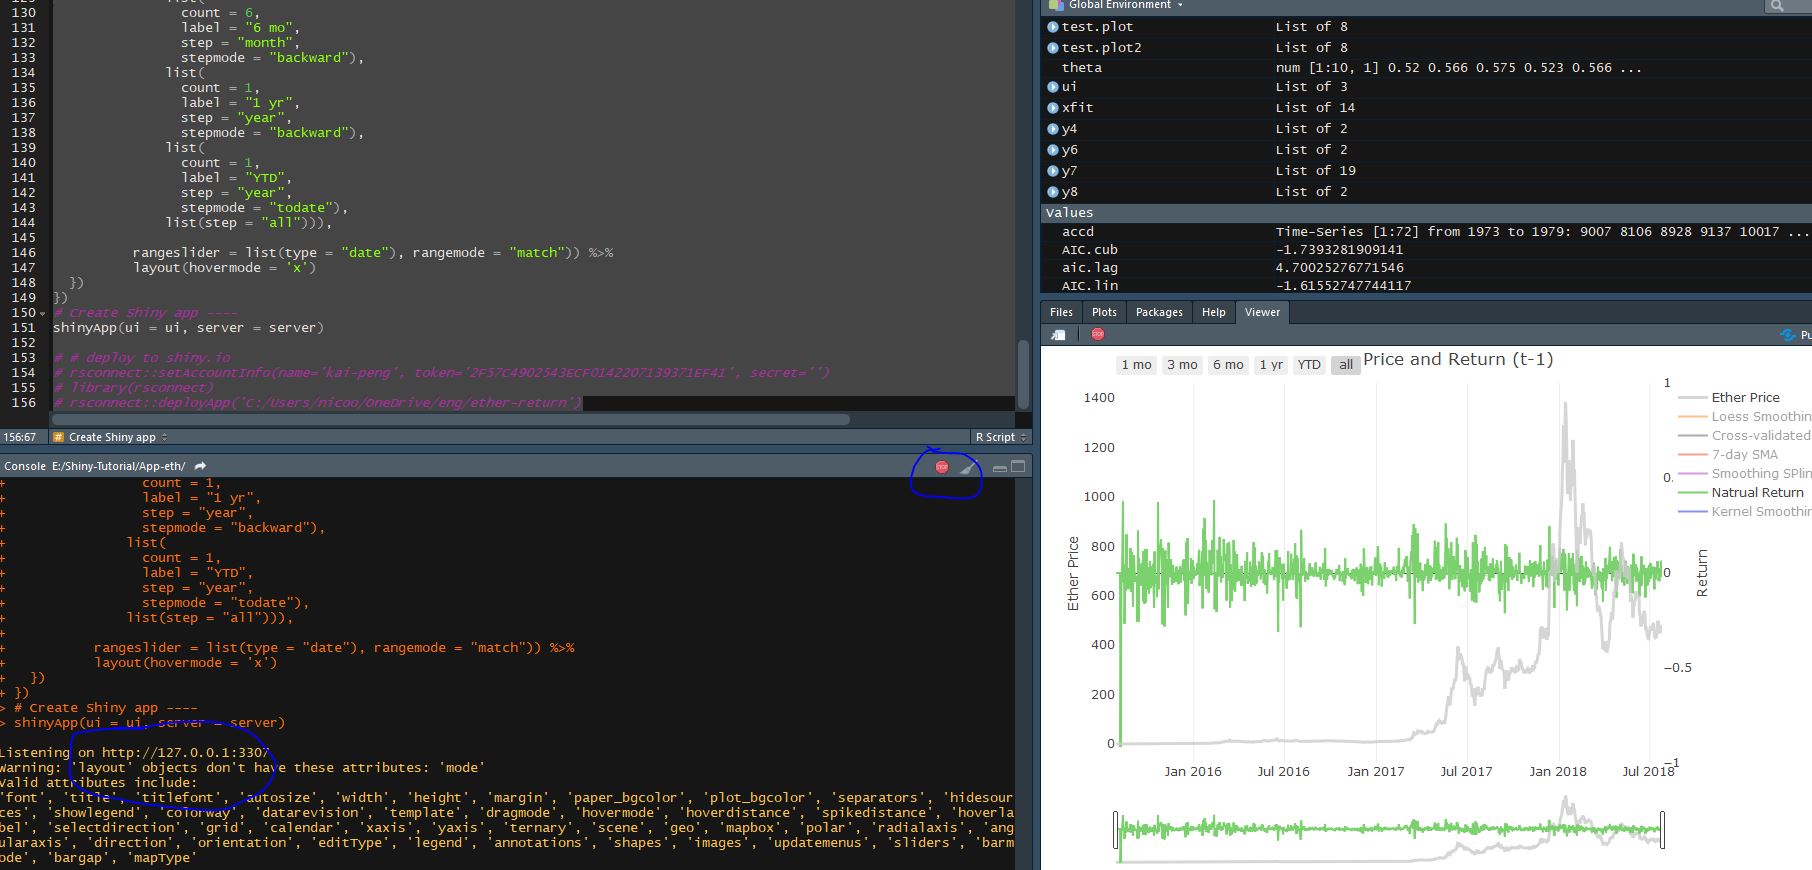 129 list(
130 count = 6,
131 label = "6 mo",
132 step = "month",
133 stepmode = "backward"),
134 list(
135 count = 1,
136 label = "1 yr",
137 step = "year",
138 stepmode = "backward"),
139 list(
140 count = 1,
141 label = "YTD",
142 step = "year",
143 stepmode = "todate"),
144 list(step = "all"))),
145
146 rangeslider = list(type = "date"), rangemode = "match")) %>%
147 layout(hovermode = 'x')
148 })
149 })
150 # Create Shiny app ----
151 shinyApp(ui = ui, server = server)
152
153 # # deploy to shiny.io
154 # rsconnect::setAccountInfo(name='kai-peng', token='2F57C4902543ECF0142207139371EF41', secret='')
155 # library(rsconnect)
156 # rsconnect::deployApp('C:/Users/nicoo/OneDrive/eng/ether-return')
156:67 # Create Shiny app R Script
Console E:/Shiny-Tutorial/App-eth/ STOP
+ count = 1,
+ label = "1 yr",
+ step = "year",
+ stepmode = "backward"),
+ list(
+ count = 1,
+ label = "YTD",
+ step = "year",
+ stepmode = "todate"),
+ list(step = "all"))),
+
+ rangeslider = list(type = "date"), rangemode = "match")) %>%
+ layout(hovermode = 'x')
+ })
+ })
> # Create Shiny app ----
> shinyApp(ui = ui, server = server)
Listening on http://127.0.0.1:3307
Warning: 'layout' objects don't have these attributes: 'mode'
Valid attributes include:
'font', 'title', 'titlefont', 'autosize', 'width', 'height', 'margin', 'paper_bgcolor', 'plot_bgcolor', 'separators', 'hidesour
ces', 'showlegend', 'colorway', 'datarevision', 'template', 'dragmode', 'hovermode', 'hoverdistance', 'spikedistance', 'hoverla
bel', 'selectdirection', 'grid', 'calendar', 'xaxis', 'yaxis', 'ternary', 'scene', 'geo', 'mapbox', 'polar', 'radialaxis', 'ang
ularaxis', 'direction', 'orientation', 'editType', 'legend', 'annotations', 'shapes', 'images', 'updatemenus', 'sliders', 'barm
ode', 'bargap', 'mapType'
Global Environment
test.plot List of 8
test.plot2 List of 8
theta num [1:10, 1] 0.52 0.566 0.575 0.523 0.566 ...
ui List of 3
xfit List of 14
y4 List of 2
y6 List of 2
y7 List of 19
y8 List of 2
Values
accd Time-Series [1:72] from 1973 to 1979: 9007 8106 8928 9137 10017 ...
AIC.cub -1.7393281909141
aic.lag 4.70025276771546
AIC.lin -1.61552747744117
Files Plots Packages Help Viewer
STOP Pu
1 mo 3 mo 6 mo 1 yr YTD all Price and Return (t-1)
1400
1200
1000
800
600
400
200
0
Ether Price
1
0.
0
−0.5
−1
Return
Ether Price
Loess Smoothin
Cross-validated
7-day SMA
Smoothing SPlin
Natrual Return
Kernel Smoothin
Jan 2016 Jul 2016 Jan 2017 Jul 2017 Jan 2018 Jul 2018